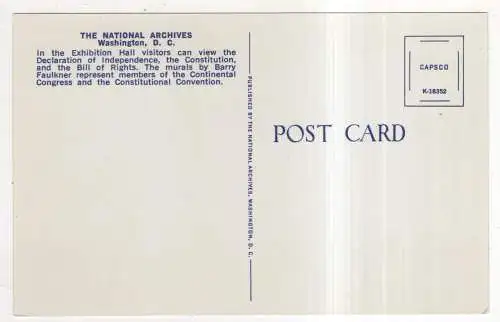 THE NATIONAL ARCHIVES
Washington, D. C.
In the Exhibition Hall visitors can view the
Declaration of Independence, the Constitution,
and the Bill of Rights. The murals by Barry
Faulkner represent members of the Continental
Congress and the Constitutional Convention.
PUBLISHED BY THE NATIONAL ARCHIVES, WASHINGTON, D. C.
POST CARD
CAPSCO
K-18352